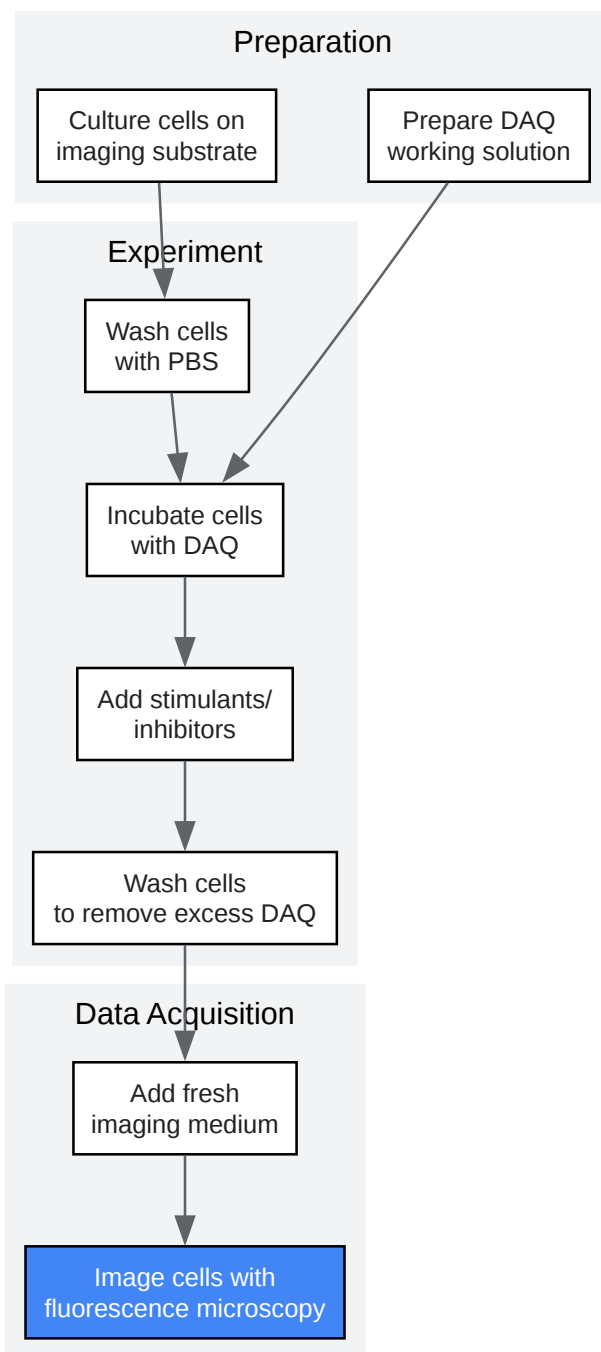 Preparation
Culture cells on
imaging substrate
Prepare DAQ
working solution
Experiment
Wash cells
with PBS
Incubate cells
with DAQ
Add stimulants/
inhibitors
Wash cells
to remove excess DAQ
Data Acquisition
Add fresh
imaging medium
Image cells with
fluorescence microscopy